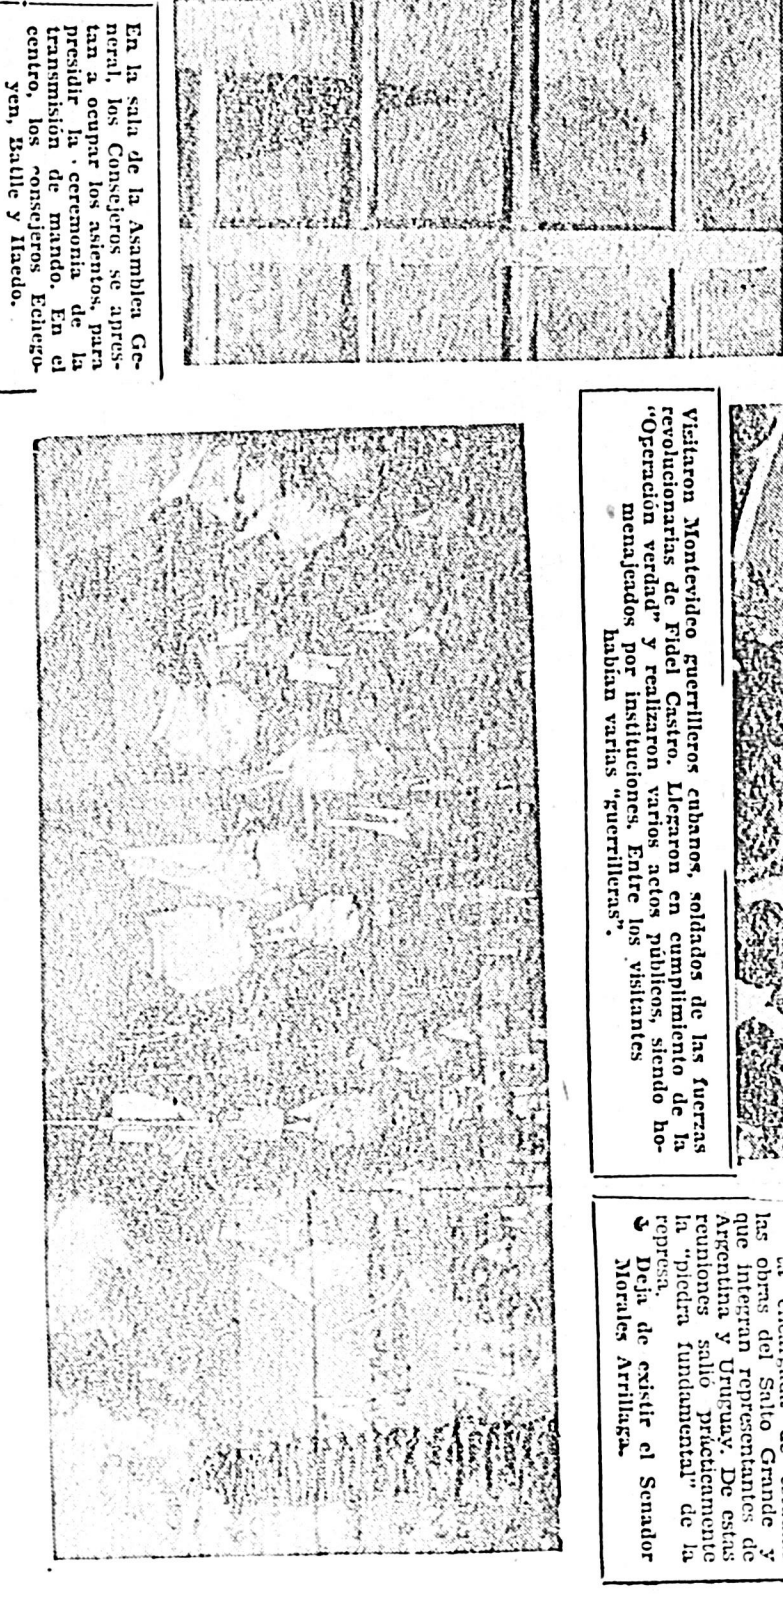 En la sala de la Asamblea Ge-
neral, los Consejeros se apres-
tan a ocupar los asientos, para
presidir la ceremonia de la
transmisión de mando. En el
centro, los consejeros Echego-
yen, Batlle y Haedo.
Visitaron Montevideo guerrilleros cubanos, soldados de las fuerzas
revolucionarias de Fidel Castro. Llegaron en cumplimiento de la
"Operación verdad" y realizaron varios actos públicos, siendo ho-
menajeados por instituciones. Entre los visitantes
habían varias "guerrilleras".
las obras del Salto Grande y
que integran representantes de
Argentina y Uruguay. De estas
reuniones salió prácticamente
la "piedra fundamental" de la
represa.
Deja de existir el Senador
Morales Arrillaga.